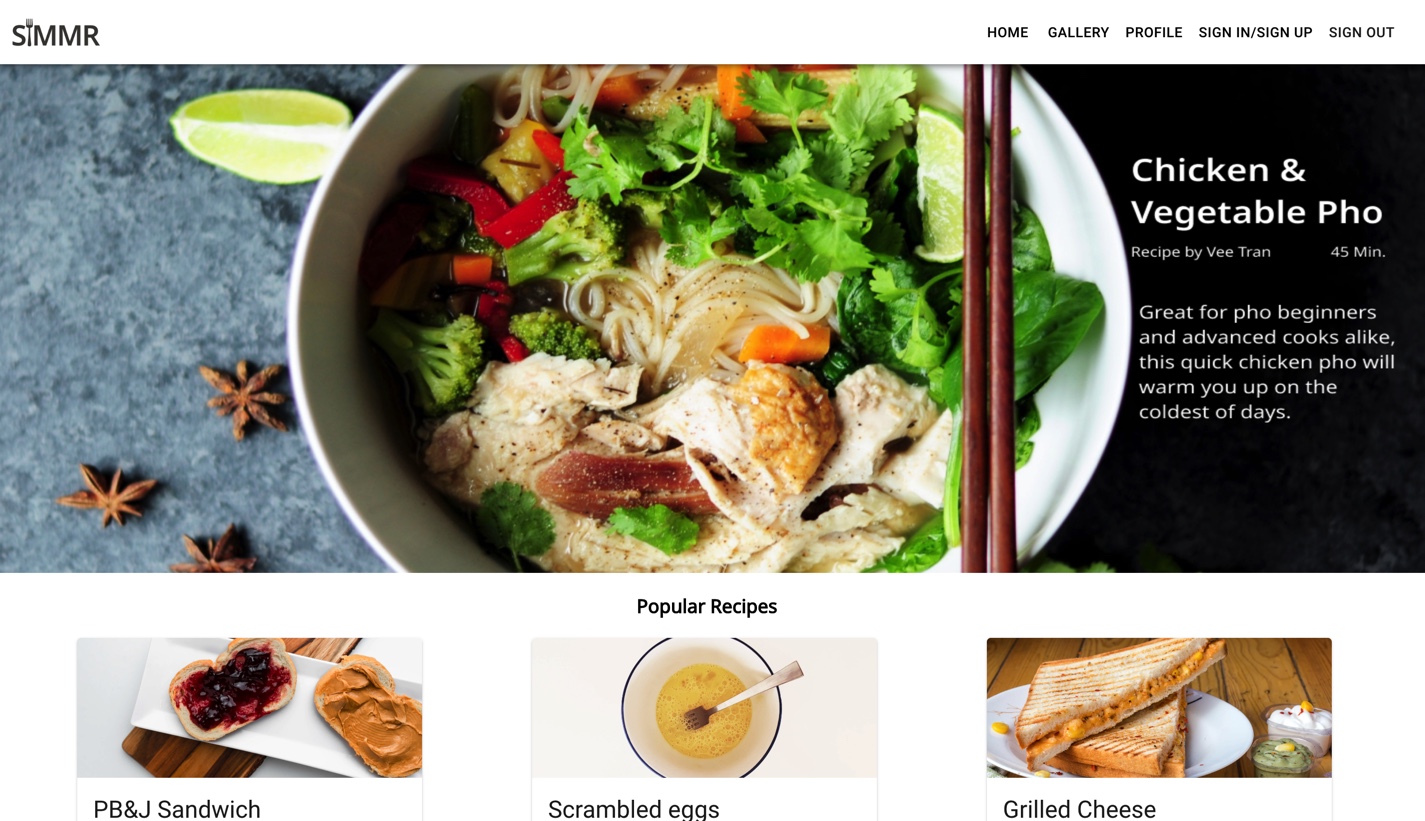 SIMMR
HOME GALLERY PROFILE SIGN IN/SIGN UP SIGN OUT
Chicken &
Vegetable Pho
Recipe by Vee Tran 45 Min.
Great for pho beginners
and advanced cooks alike,
this quick chicken pho will
warm you up on the
coldest of days.
Popular Recipes
PB&J Sandwich
Scrambled eggs
Grilled Cheese